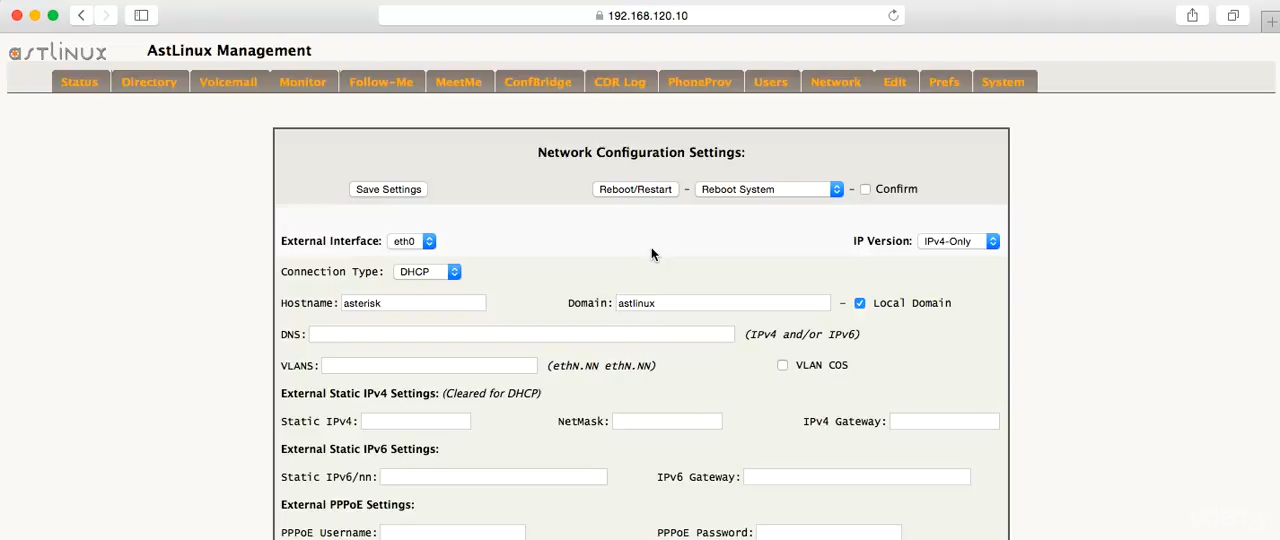 192.168.120.10
astlinux AstLinux Management
Status Directory Voicemail Monitor Follow-Me MeetMe ConfBridge CDR Log PhoneProv Users Network Edit Prefs System
Network Configuration Settings:
Save Settings Reboot/Restart – Reboot System – Confirm
External Interface: eth0 IP Version: IPv4-Only
Connection Type: DHCP
Hostname: asterisk Domain: astlinux – Local Domain
DNS: (IPv4 and/or IPv6)
VLANS: (ethN.NN ethN.NN) VLAN COS
External Static IPv4 Settings: (Cleared for DHCP)
Static IPv4: NetMask: IPv4 Gateway:
External Static IPv6 Settings:
Static IPv6/nn: IPv6 Gateway:
External PPPoE Settings:
PPPoE Username: PPPoE Password: